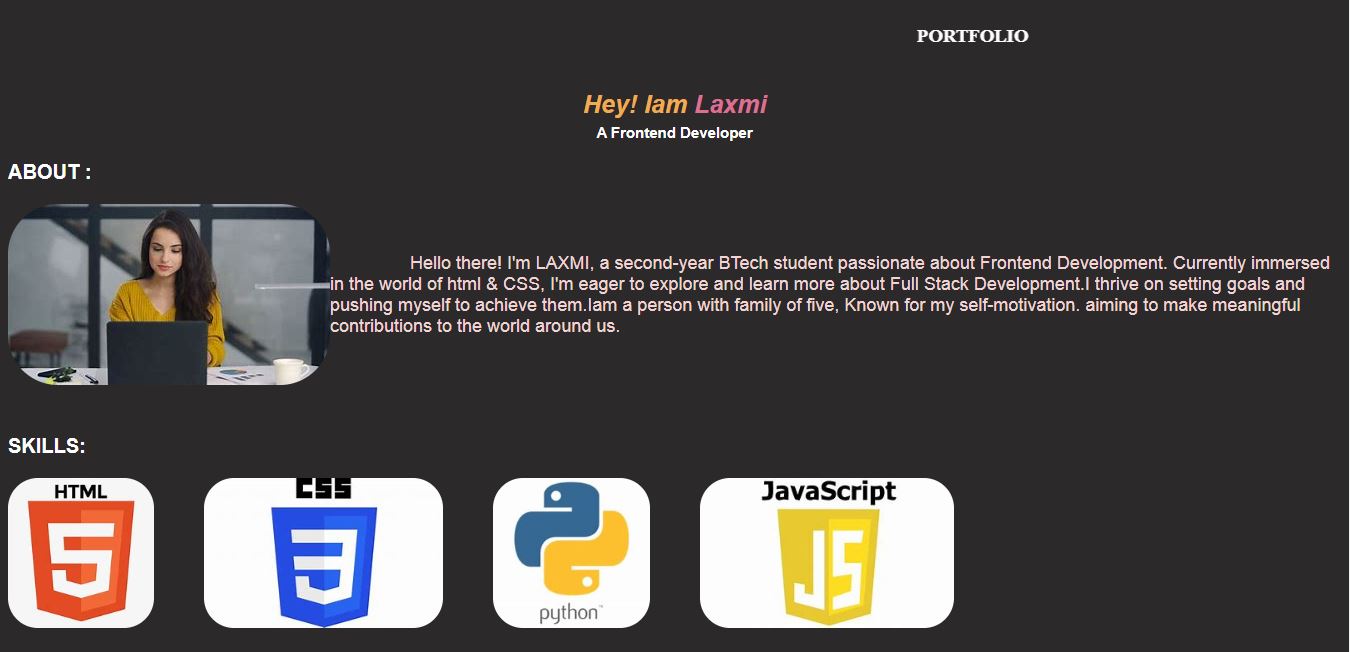 PORTFOLIO
Hey! Iam Laxmi
A Frontend Developer
ABOUT :
Hello there! I'm LAXMI, a second-year BTech student passionate about Frontend Development. Currently immersed
in the world of html & CSS, I'm eager to explore and learn more about Full Stack Development.I thrive on setting goals and
pushing myself to achieve them.Iam a person with family of five, Known for my self-motivation. aiming to make meaningful
contributions to the world around us.
SKILLS:
HTML
CSS
JavaScript
5
3
JS
python™